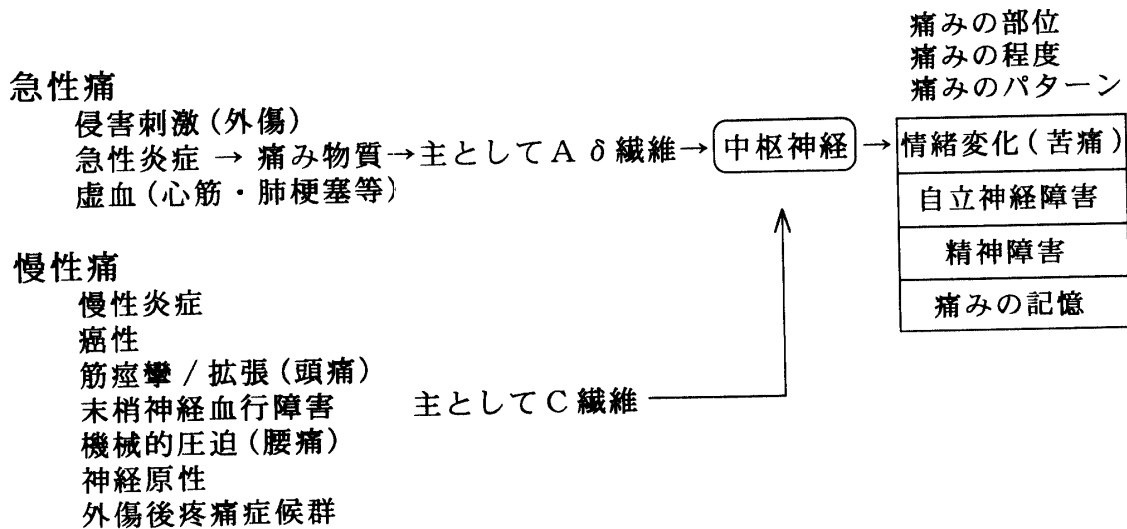 痛みの部位
痛みの程度
痛みのパターン
急性痛
侵害刺激(外傷)
急性炎症 → 痛み物質→主としてA δ繊維→中枢神経→情緒変化(苦痛)
虚血(心筋・肺梗塞等)
自立神経障害
精神障害
痛みの記憶
慢性痛
慢性炎症
癌性
筋痙攣 / 拡張(頭痛)
末梢神経血行障害
主としてC繊維
機械的圧迫(腰痛)
神経原性
外傷後疼痛症候群